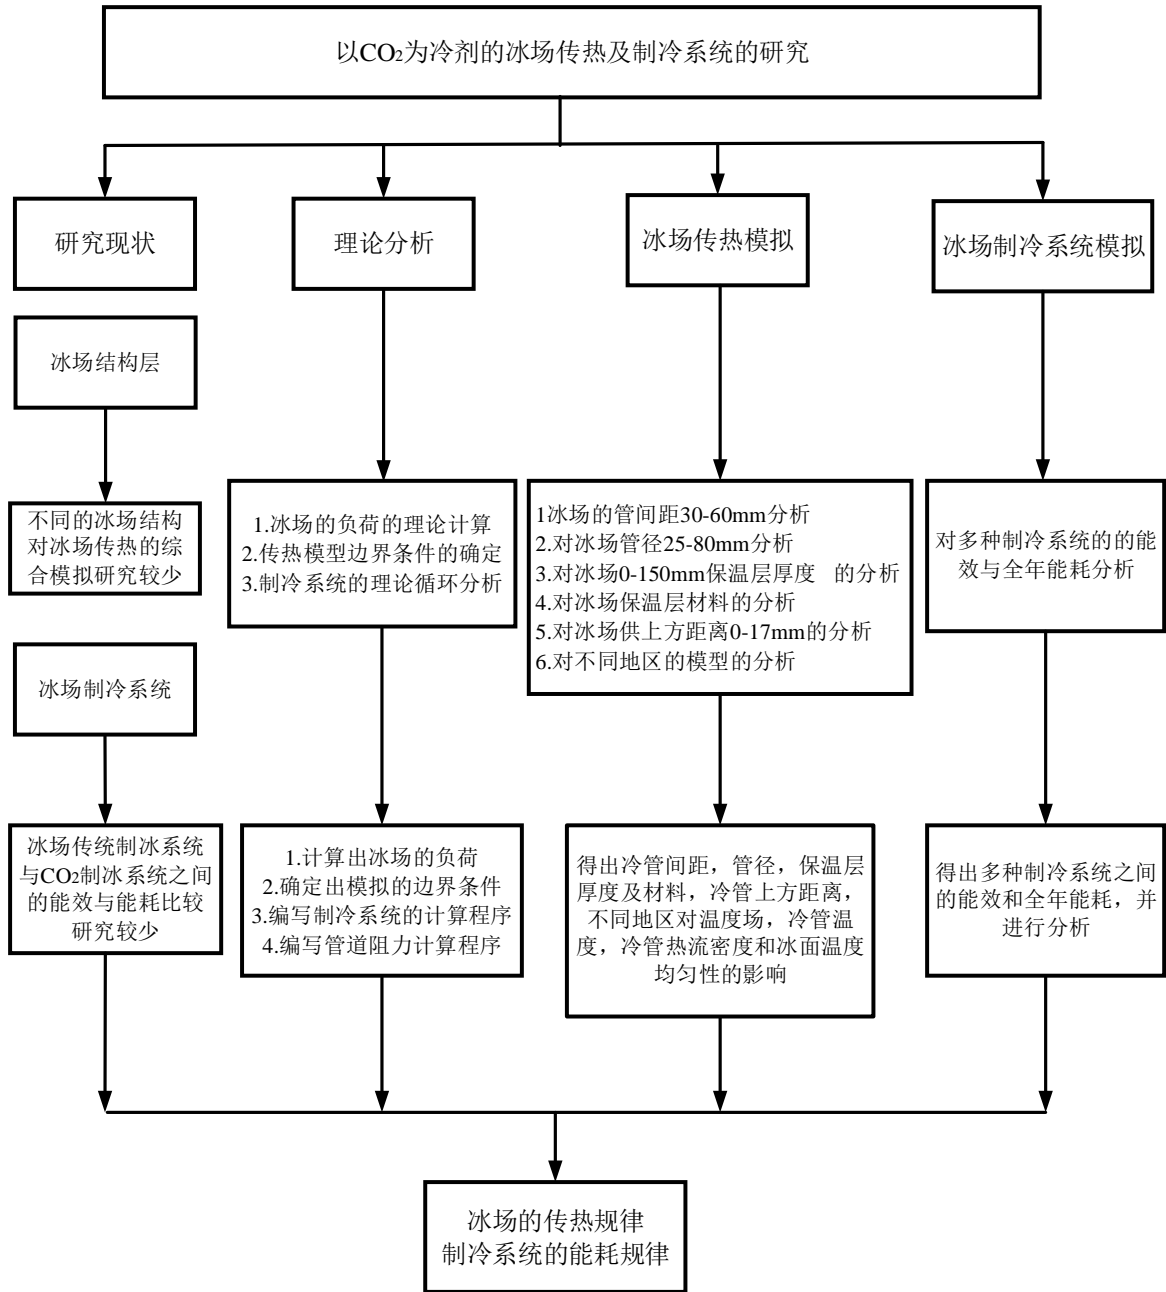 以CO₂为冷剂的冰场传热及制冷系统的研究
研究现状
理论分析
冰场传热模拟
冰场制冷系统模拟
冰场结构层
不同的冰场结构
对冰场传热的综
合模拟研究较少
1.冰场的负荷的理论计算
2.传热模型边界条件的确定
3.制冷系统的理论循环分析
1冰场的管间距30-60mm分析
2.对冰场管径25-80mm分析
3.对冰场0-150mm保温层厚度 的分析
4.对冰场保温层材料的分析
5.对冰场供上方距离0-17mm的分析
6.对不同地区的模型的分析
对多种制冷系统的的能
效与全年能耗分析
冰场制冷系统
冰场传统制冰系统
与CO₂制冰系统之间
的能效与能耗比较
研究较少
1.计算出冰场的负荷
2.确定出模拟的边界条件
3.编写制冷系统的计算程序
4.编写管道阻力计算程序
得出冷管间距，管径，保温层
厚度及材料，冷管上方距离，
不同地区对温度场，冷管温
度，冷管热流密度和冰面温度
均匀性的影响
得出多种制冷系统之间
的能效和全年能耗，并
进行分析
冰场的传热规律
制冷系统的能耗规律